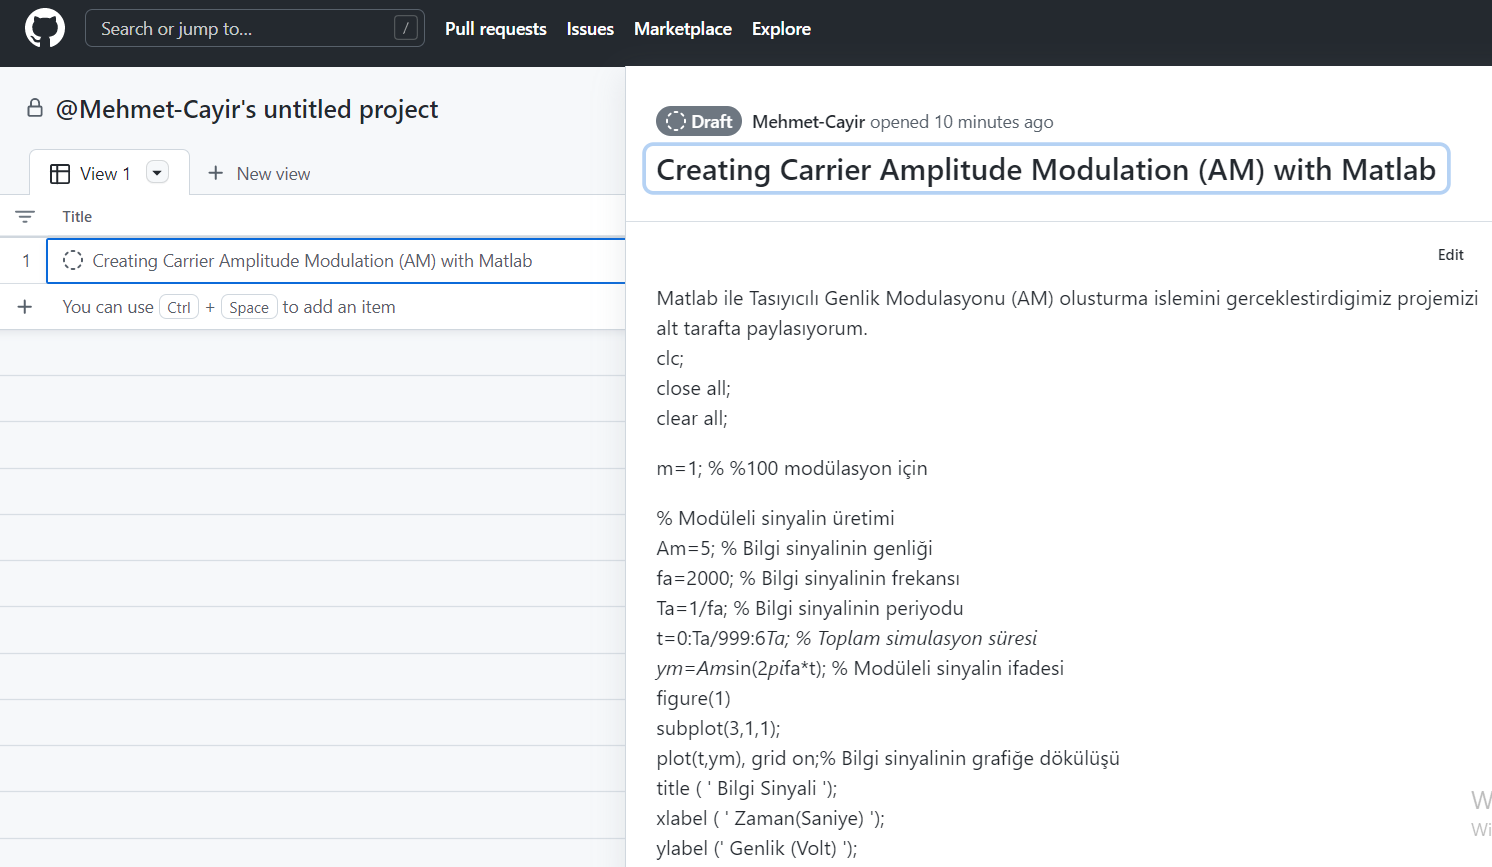 Search or jump to...
/
Pull requests
Issues
Marketplace
Explore
@Mehmet-Cayir's untitled project
View 1
New view
Title
1
Creating Carrier Amplitude Modulation (AM) with Matlab
You can use Ctrl + Space to add an item
Draft
Mehmet-Cayir opened 10 minutes ago
Creating Carrier Amplitude Modulation (AM) with Matlab
Edit
Matlab ile Tasıyıcılı Genlik Modulasyonu (AM) olusturma islemini gerceklestirdigimiz projemizi
alt tarafta paylasıyorum.
clc;
close all;
clear all;
m=1; % %100 modülasyon için
% Modüleli sinyalin üretimi
Am=5; % Bilgi sinyalinin genliği
fa=2000; % Bilgi sinyalinin frekansı
Ta=1/fa; % Bilgi sinyalinin periyodu
t=0:Ta/999:6Ta; % Toplam simulasyon süresi
ym=Amsin(2pifa*t); % Modüleli sinyalin ifadesi
figure(1)
subplot(3,1,1);
plot(t,ym), grid on;% Bilgi sinyalinin grafiğe dökülüşü
title ( ' Bilgi Sinyali ');
xlabel ( ' Zaman(Saniye) ');
ylabel (' Genlik (Volt) ');